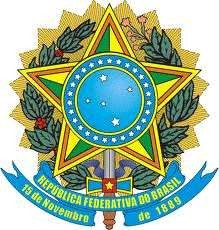 REPÚBLICA FEDERATIVA DO BRASIL
15 de Novembro
de 1889